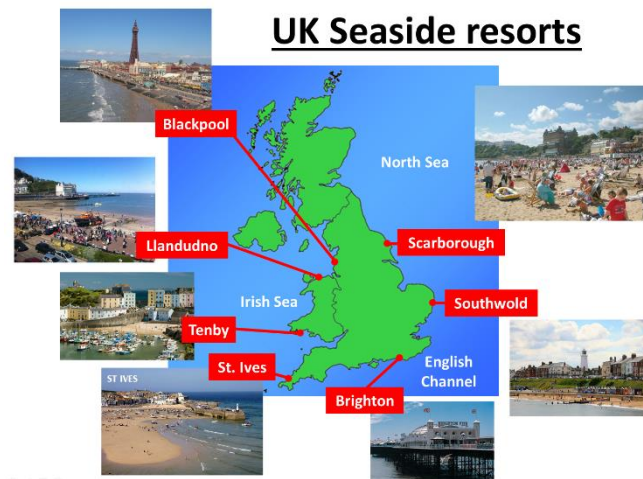 UK Seaside resorts
Blackpool
North Sea
Llandudno
Scarborough
Irish Sea
Southwold
Tenby
St. Ives
English
Channel
Brighton
ST IVES